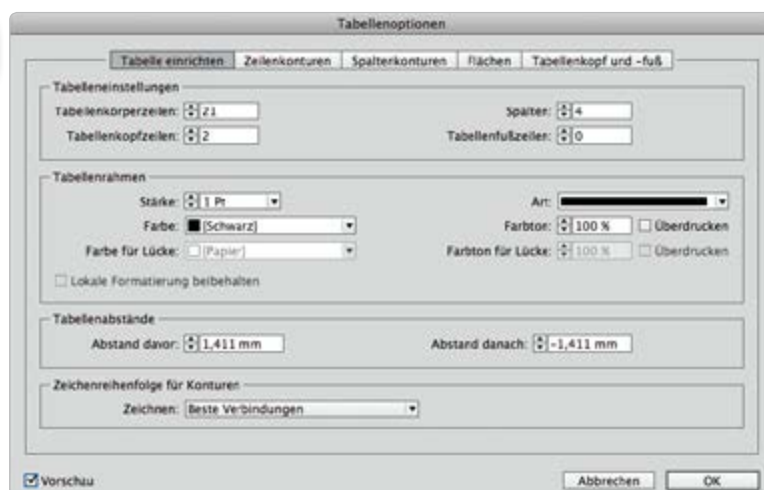 Tabellenoptionen
Tabelle einrichten Zeilenkonturen Spaltenkonturen Flächen Tabellenkopf und -fuß
Tabelleneinstellungen
Tabellenkörperzeilen: 21 Spalten: 4
Tabellenkopfzeilen: 2 Tabellenfußzeilen: 0
Tabellenrahmen
Stärke: 1 Pt Art:
Farbe: [Schwarz] Farbton: 100 % Überdrucken
Farbe für Lücke: [Papier] Farbton für Lücke: 100 % Überdrucken
Lokale Formatierung beibehalten
Tabellenabstände
Abstand davor: 1,411 mm Abstand danach: -1,411 mm
Zeichenreihenfolge für Konturen
Zeichnen: Beste Verbindungen
Vorschau Abbrechen OK